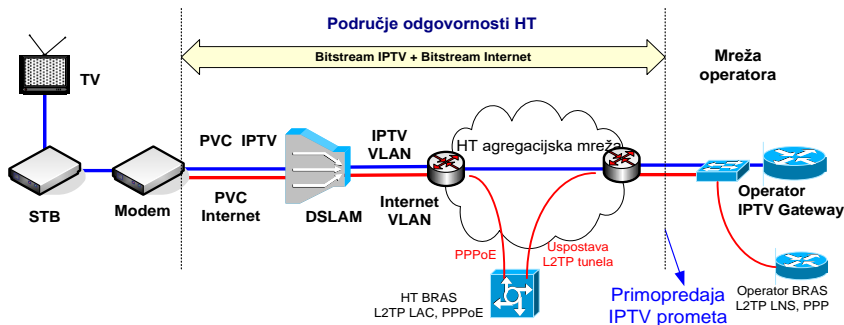 Područje odgovornosti HT
Bitstream IPTV + Bitstream Internet
Mreža
operatora
TV
PVC IPTV
IPTV
VLAN
HT agregacijska mreža
STB
Modem
PVC
Internet
DSLAM
Internet
VLAN
Operator
IPTV Gateway
PPPoE
Uspostava
L2TP tunela
HT BRAS
L2TP LAC, PPPoE
Primopredaja
IPTV prometa
Operator BRAS
L2TP LNS, PPP